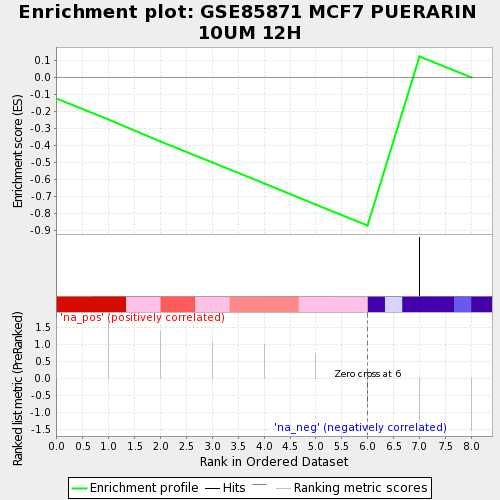 Enrichment plot: GSE85871 MCF7 PUERARIN
10UM 12H
Enrichment score (ES)
0.1
0.0
-0.1
-0.2
-0.3
-0.4
-0.5
-0.6
-0.7
-0.8
-0.9
Ranked list metric (PreRanked)
1.5
1.0
0.5
0.0
-0.5
-1.0
-1.5
'na_pos' (positively correlated)
Zero cross at 6
'na_neg' (negatively correlated)
0.0 0.5 1.0 1.5 2.0 2.5 3.0 3.5 4.0 4.5 5.0 5.5 6.0 6.5 7.0 7.5 8.0
Rank in Ordered Dataset
Enrichment profile Hits Ranking metric scores